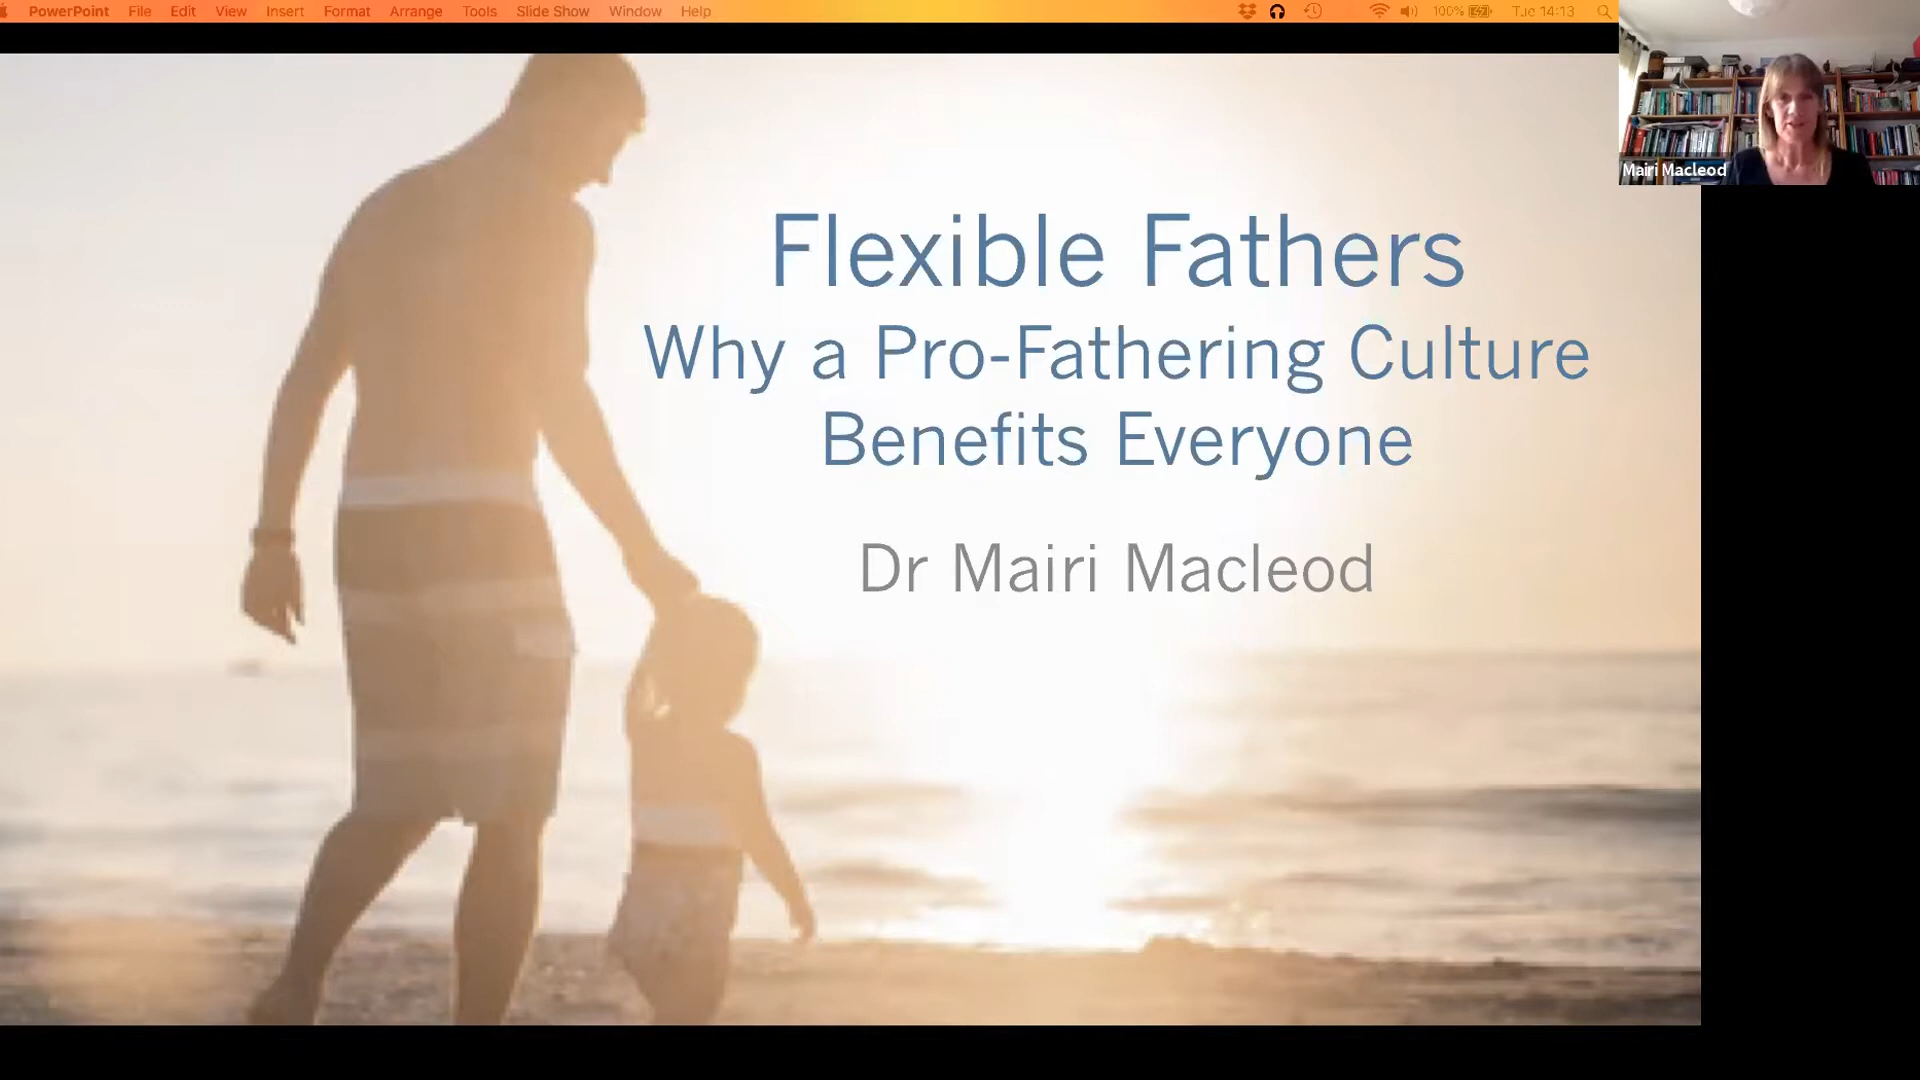 PowerPoint File Edit View Insert Format Arrange Tools Slide Show Window Help 100% Tue 14:13
Mairi Macleod
Flexible Fathers
Why a Pro-Fathering Culture
Benefits Everyone
Dr Mairi Macleod